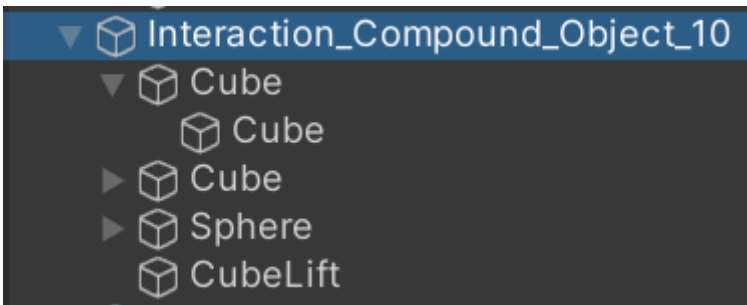 Interaction_Compound_Object_10
Cube
Cube
Cube
Sphere
CubeLift